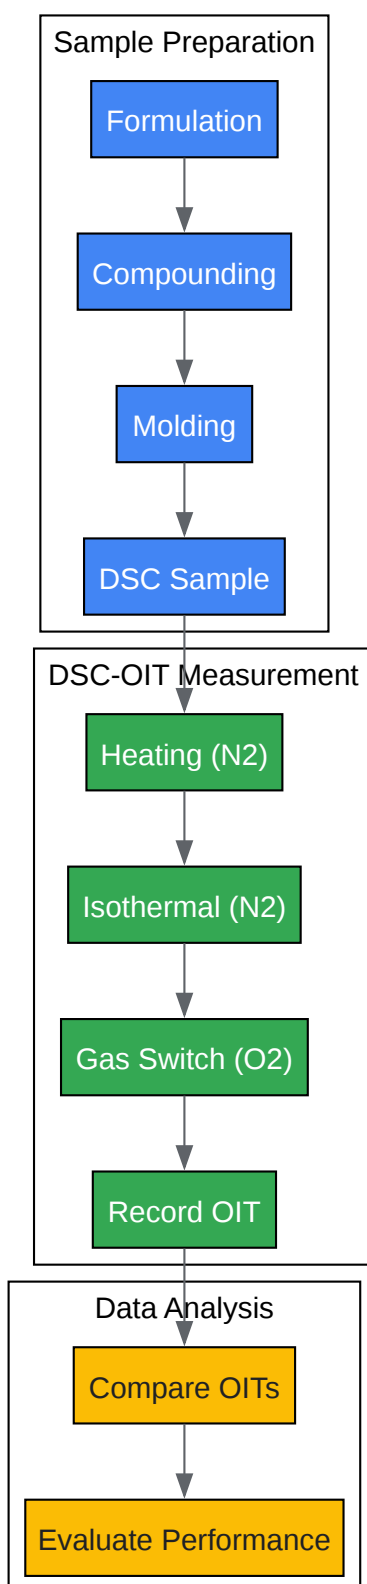 Sample Preparation
Formulation
Compounding
Molding
DSC Sample
DSC-OIT Measurement
Heating (N2)
Isothermal (N2)
Gas Switch (O2)
Record OIT
Data Analysis
Compare OITs
Evaluate Performance